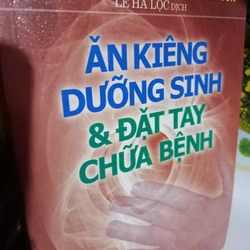 LÊ HÀ LỘC DỊCH
ĂN KIÊNG
DƯỠNG SINH
& ĐẶT TAY
CHỮA BỆNH